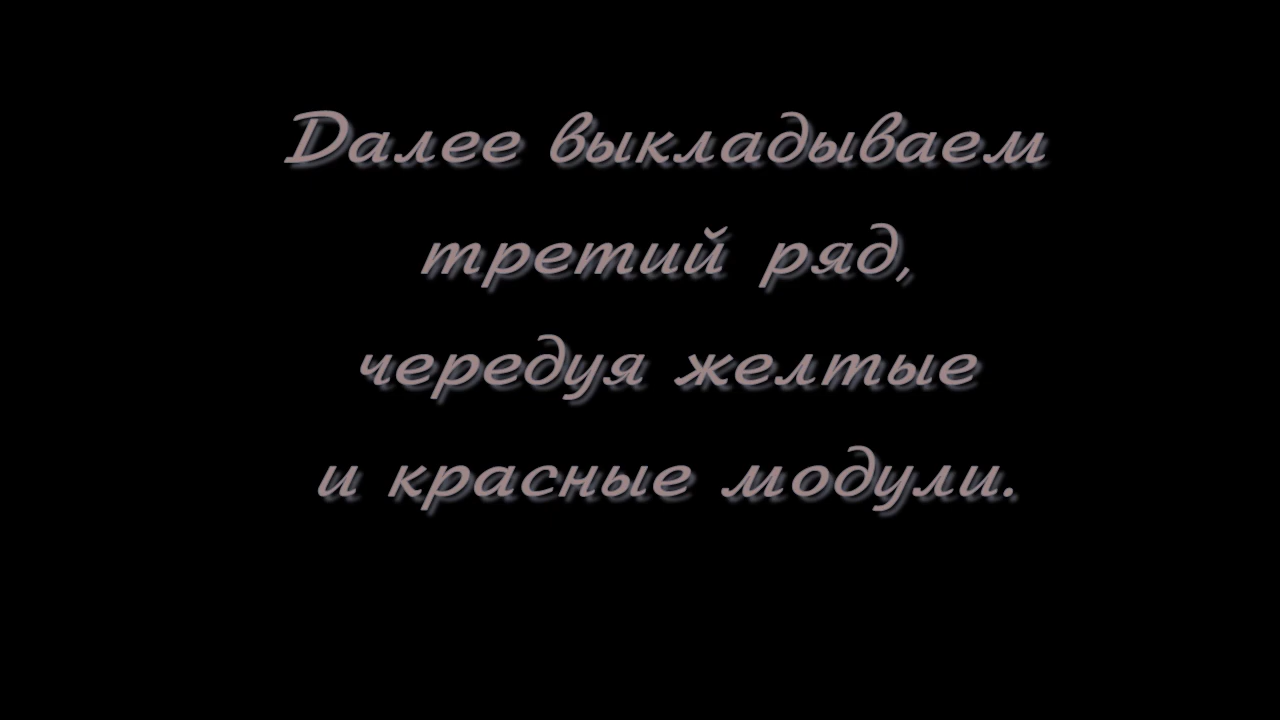 Далее выкладываем
третий ряд,
чередуя желтые
и красные модули.